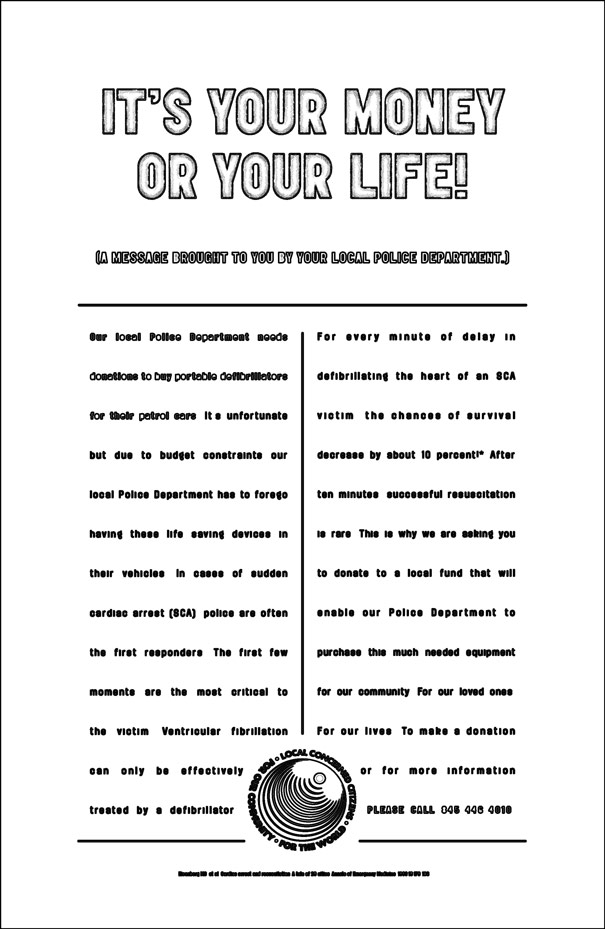 IT'S YOUR MONEY
OR YOUR LIFE!
(A MESSAGE BROUGHT TO YOU BY YOUR LOCAL POLICE DEPARTMENT.)
Our local Police Department needs
donations to buy portable defibrillators
for their patrol cars It s unfortunate
but due to budget constraints our
local Police Department has to forego
having these life saving devices in
their vehicles In cases of sudden
cardiac arrest (SCA) police are often
the first responders The first few
moments are the most critical to
the victim Ventricular fibrillation
can only be effectively
treated by a defibrillator
For every minute of delay in
defibrillating the heart of an SCA
victim the chances of survival
decrease by about 10 percent!* After
ten minutes successful resuscitation
is rare This is why we are asking you
to donate to a local fund that will
enable our Police Department to
purchase this much needed equipment
for our community For our loved ones
For our lives To make a donation
or for more information
PLEASE CALL 845 446 4010
LOCAL CONCERNED CITIZENS • FOR THE WORLD • FOR OUR COMMUNITY •